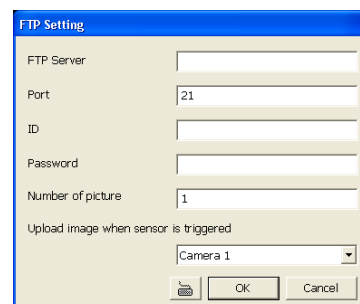 FTP Setting
FTP Server
Port 21
ID
Password
Number of picture 1
Upload image when sensor is triggered
Camera 1
OK Cancel